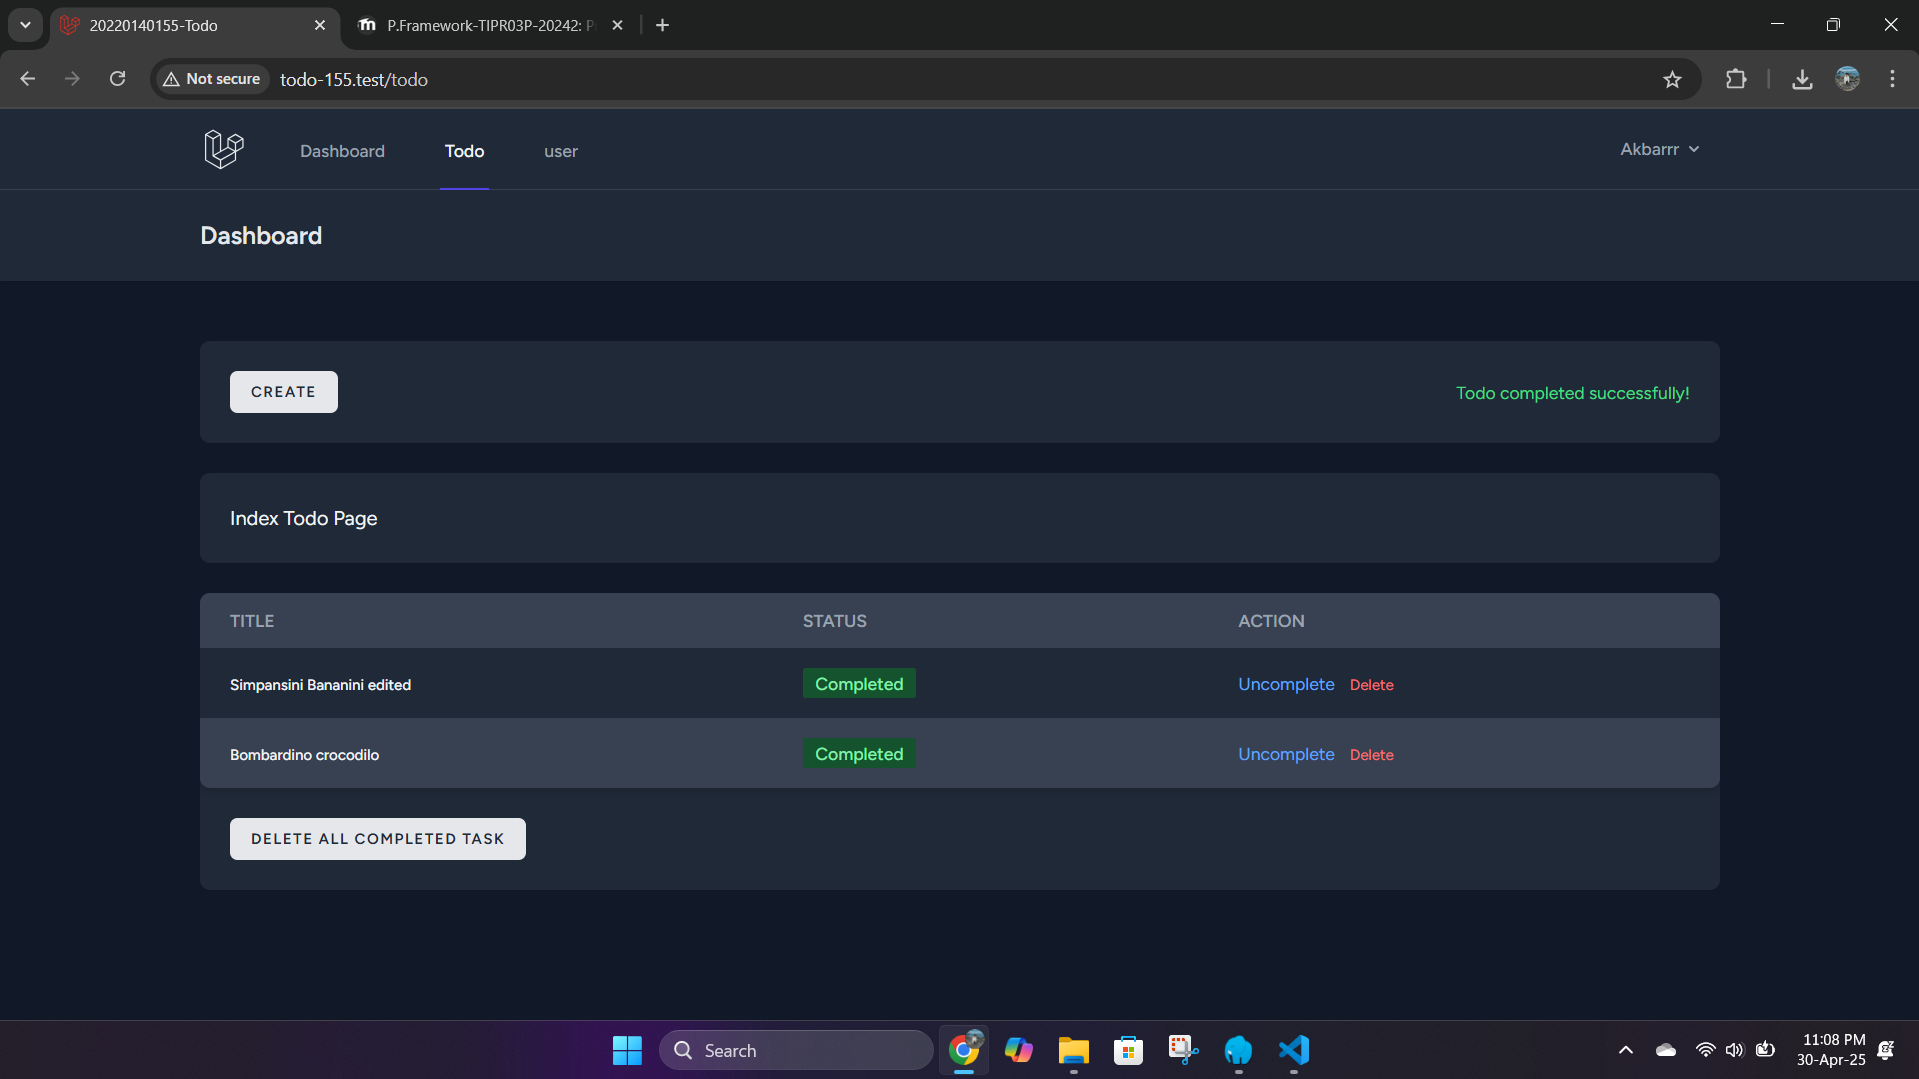 20220140155-Todo
P.Framework-TIPR03P-20242:
Not secure
todo-155.test/todo
Dashboard
Todo
user
Akbarrr
Dashboard
CREATE
Todo completed successfully!
Index Todo Page
TITLE STATUS ACTION
Simpansini Bananini edited Completed Uncomplete Delete
Bombardino crocodilo Completed Uncomplete Delete
DELETE ALL COMPLETED TASK
Search
11:08 PM
30-Apr-25